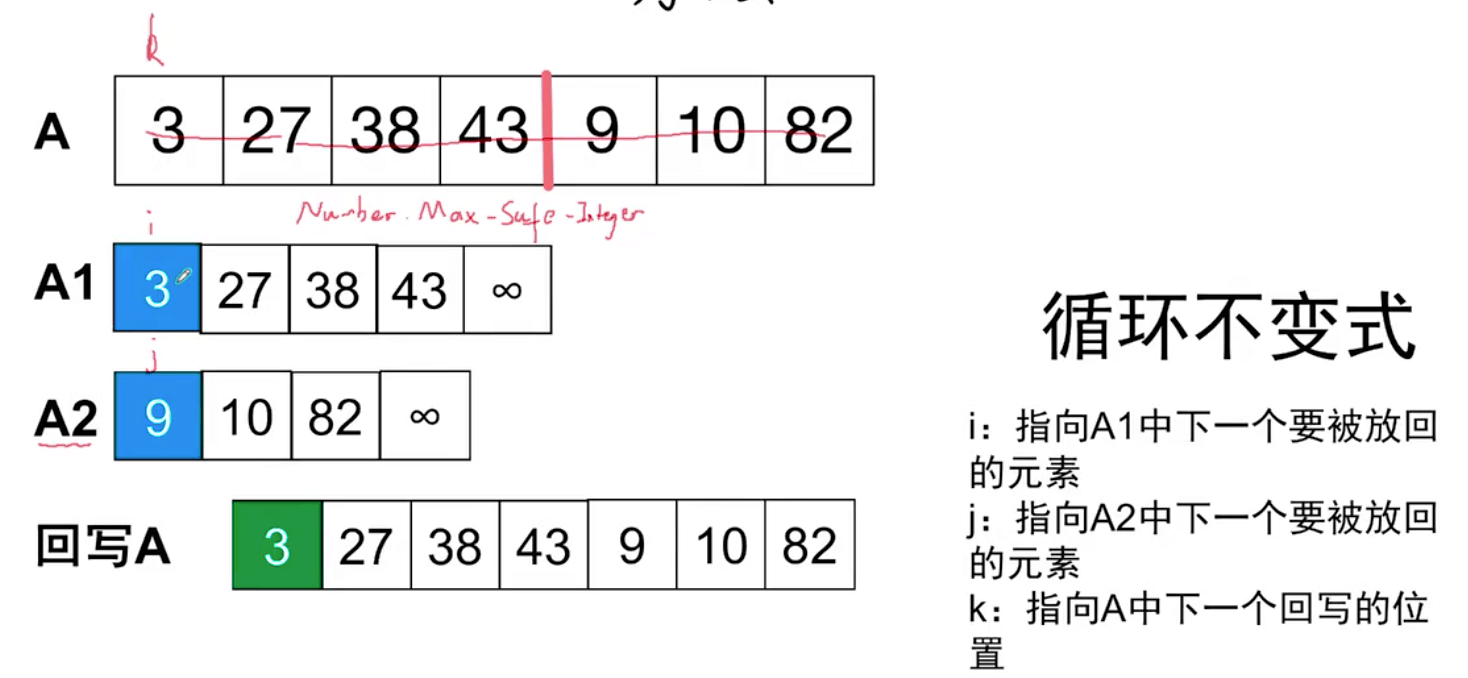 k
A 3 27 38 43 9 10 82
Number.Max-Safe-Integer
i
A1 3 27 38 43 ∞
j
A2 9 10 82 ∞
回写A 3 27 38 43 9 10 82
循环不变式
i：指向A1中下一个要被放回
的元素
j：指向A2中下一个要被放回
的元素
k：指向A中下一个回写的位
置